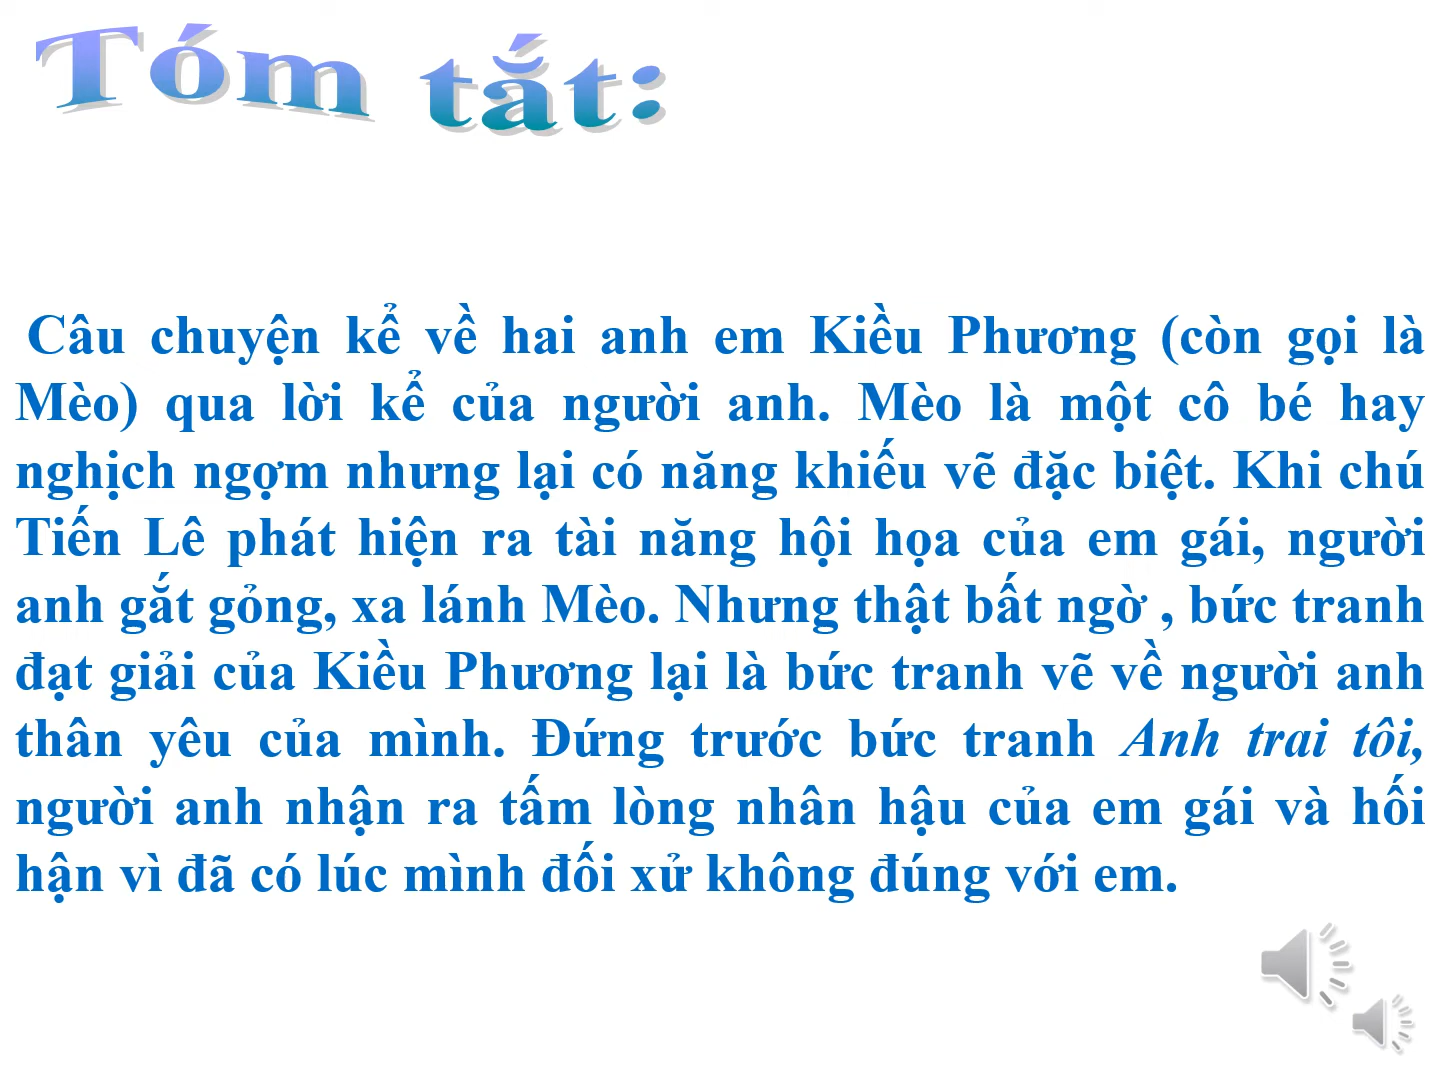 Tóm tắt:
Câu chuyện kể về hai anh em Kiều Phương (còn gọi là
Mèo) qua lời kể của người anh. Mèo là một cô bé hay
nghịch ngợm nhưng lại có năng khiếu vẽ đặc biệt. Khi chú
Tiến Lê phát hiện ra tài năng hội họa của em gái, người
anh gắt gỏng, xa lánh Mèo. Nhưng thật bất ngờ , bức tranh
đạt giải của Kiều Phương lại là bức tranh vẽ về người anh
thân yêu của mình. Đứng trước bức tranh Anh trai tôi,
người anh nhận ra tấm lòng nhân hậu của em gái và hối
hận vì đã có lúc mình đối xử không đúng với em.